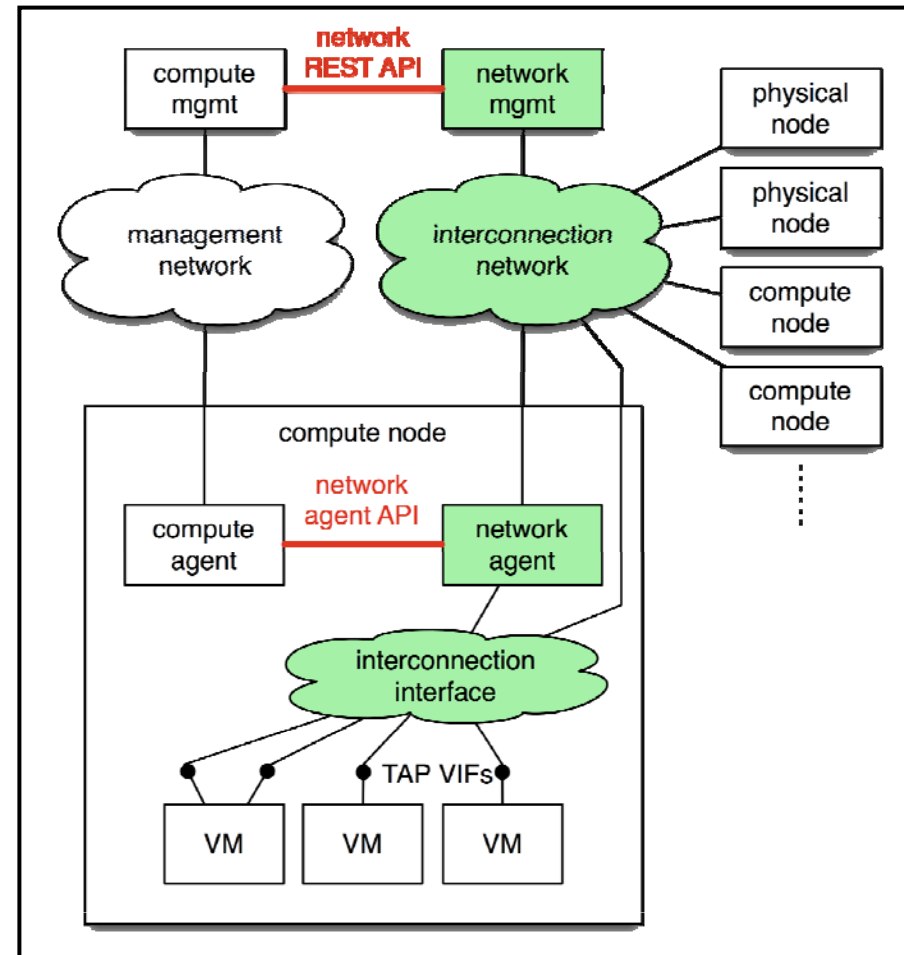 network
REST API
compute
mgmt
network
mgmt
physical
node
physical
node
management
network
interconnection
network
compute
node
compute
node
compute node
network
agent API
compute
agent
network
agent
interconnection
interface
TAP VIFs
VM
VM
VM